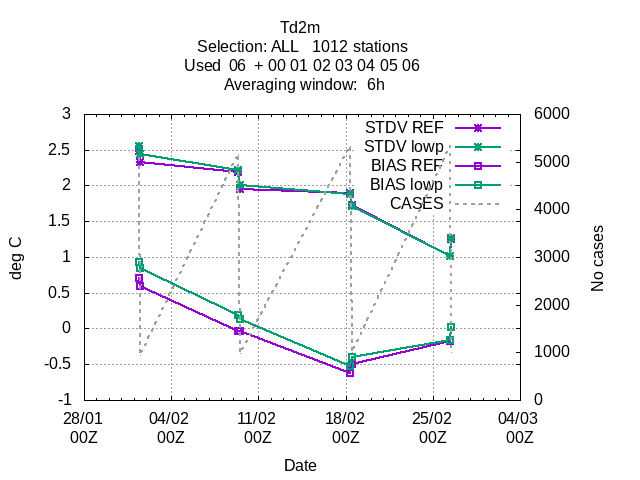 Td2m
Selection: ALL   1012 stations
Used  06  + 00 01 02 03 04 05 06
Averaging window:  6h
STDV REF
STDV lowp
BIAS REF
BIAS lowp
CASES
3
2.5
2
1.5
1
0.5
0
-0.5
-1
deg C
6000
5000
4000
3000
2000
1000
0
No cases
28/01 04/02 11/02 18/02 25/02 04/03
00Z 00Z 00Z 00Z 00Z 00Z
Date